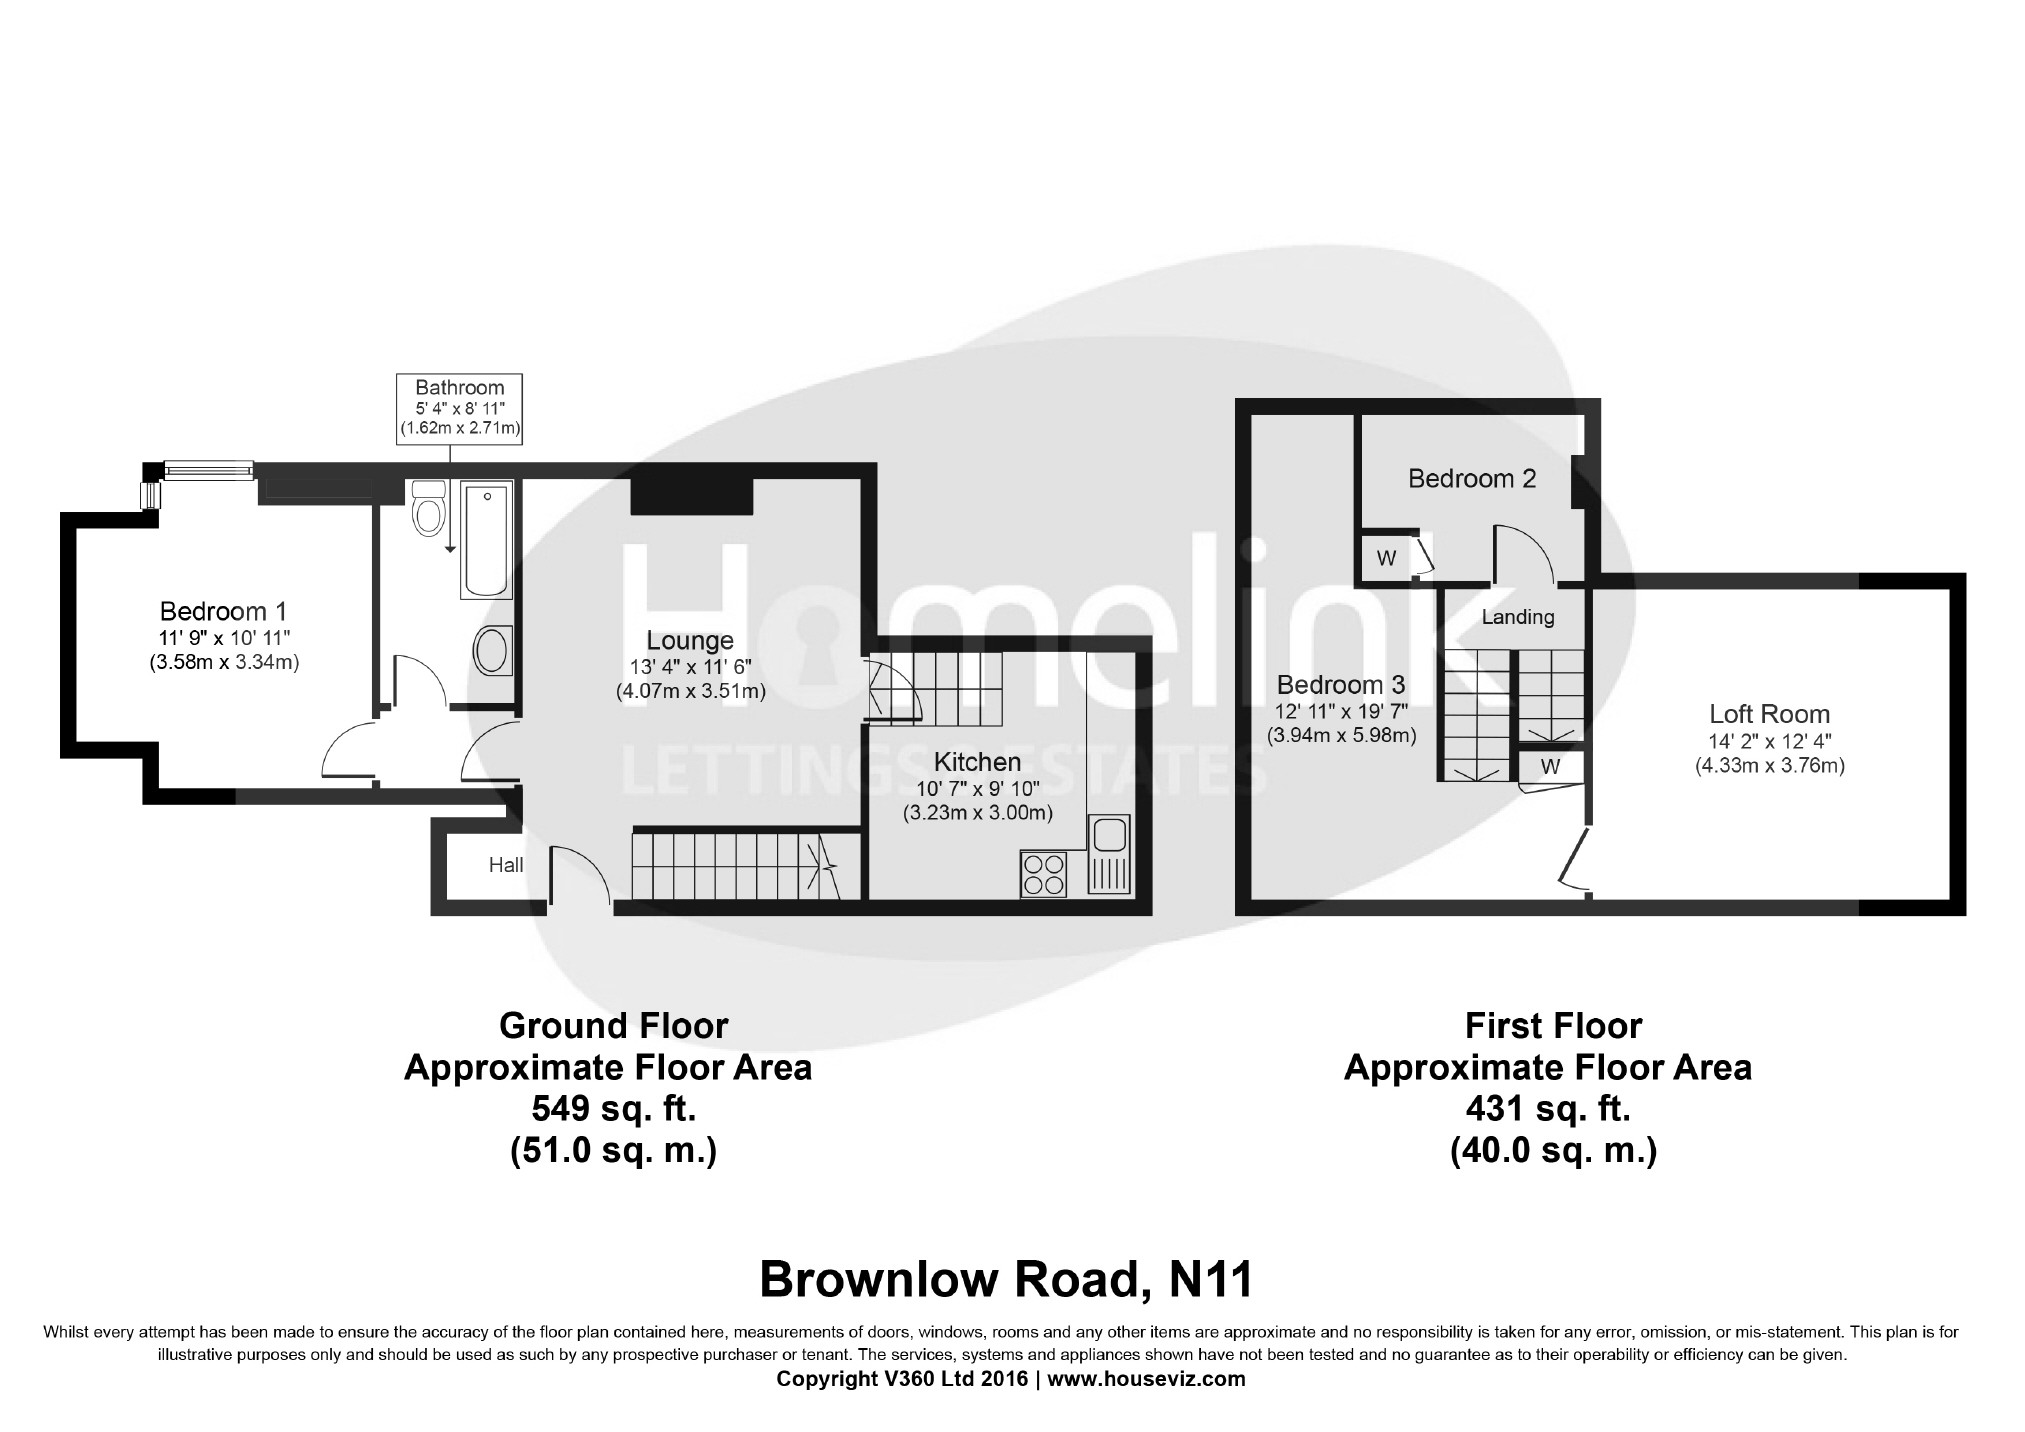 Bathroom
5' 4" x 8' 11"
(1.62m x 2.71m)
Bedroom 1
11' 9" x 10' 11"
(3.58m x 3.34m)
Lounge
13' 4" x 11' 6"
(4.07m x 3.51m)
Kitchen
10' 7" x 9' 10"
(3.23m x 3.00m)
Hall
Bedroom 2
W
Landing
Bedroom 3
12' 11" x 19' 7"
(3.94m x 5.98m)
W
Loft Room
14' 2" x 12' 4"
(4.33m x 3.76m)
Homelink
LETTINGS & ESTATES
Ground Floor
Approximate Floor Area
549 sq. ft.
(51.0 sq. m.)
First Floor
Approximate Floor Area
431 sq. ft.
(40.0 sq. m.)
Brownlow Road, N11
Whilst every attempt has been made to ensure the accuracy of the floor plan contained here, measurements of doors, windows, rooms and any other items are approximate and no responsibility is taken for any error, omission, or mis-statement. This plan is for
illustrative purposes only and should be used as such by any prospective purchaser or tenant. The services, systems and appliances shown have not been tested and no guarantee as to their operability or efficiency can be given.
Copyright V360 Ltd 2016 | www.houseviz.com